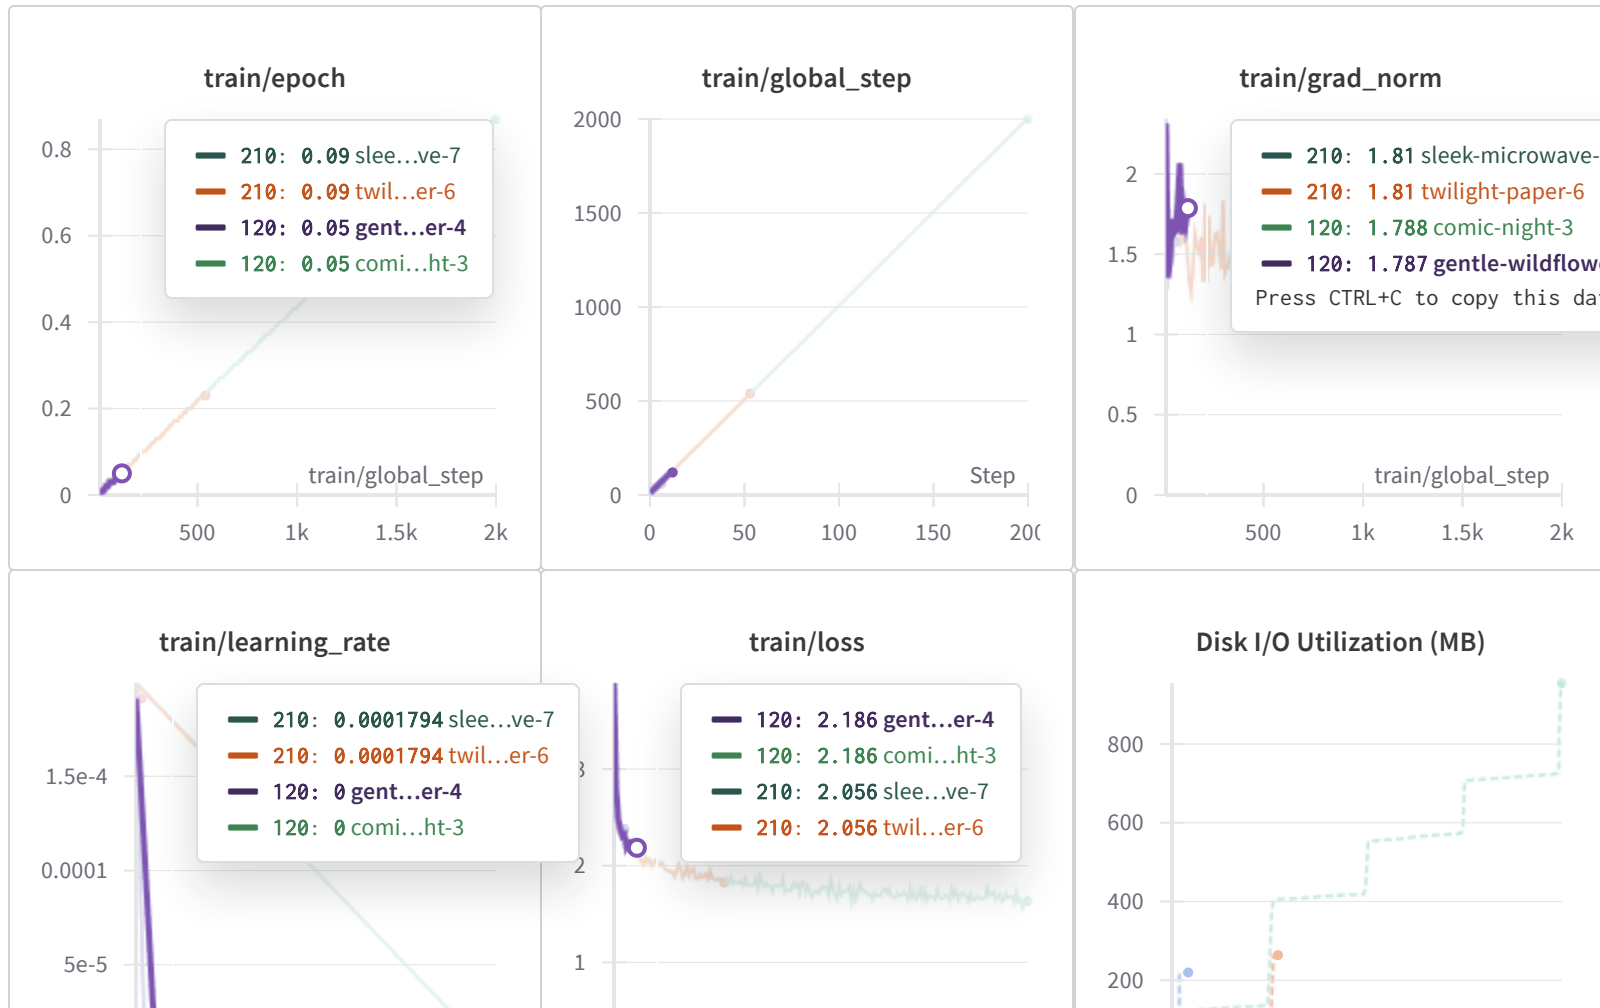 train/epoch
0.8
0.6
0.4
0.2
0
210: 0.09 slee...ve-7
210: 0.09 twil...er-6
120: 0.05 gent...er-4
120: 0.05 comi...ht-3
train/global_step
500 1k 1.5k 2k
train/global_step
2000
1500
1000
500
0
Step
0 50 100 150 200
train/grad_norm
2
1.5
1
0.5
0
210: 1.81 sleek-microwave-
210: 1.81 twilight-paper-6
120: 1.788 comic-night-3
120: 1.787 gentle-wildflow
Press CTRL+C to copy this da
train/global_step
500 1k 1.5k 2k
train/learning_rate
1.5e-4
0.0001
5e-5
210: 0.0001794 slee...ve-7
210: 0.0001794 twil...er-6
120: 0 gent...er-4
120: 0 comi...ht-3
train/loss
3
2
1
120: 2.186 gent...er-4
120: 2.186 comi...ht-3
210: 2.056 slee...ve-7
210: 2.056 twil...er-6
Disk I/O Utilization (MB)
800
600
400
200